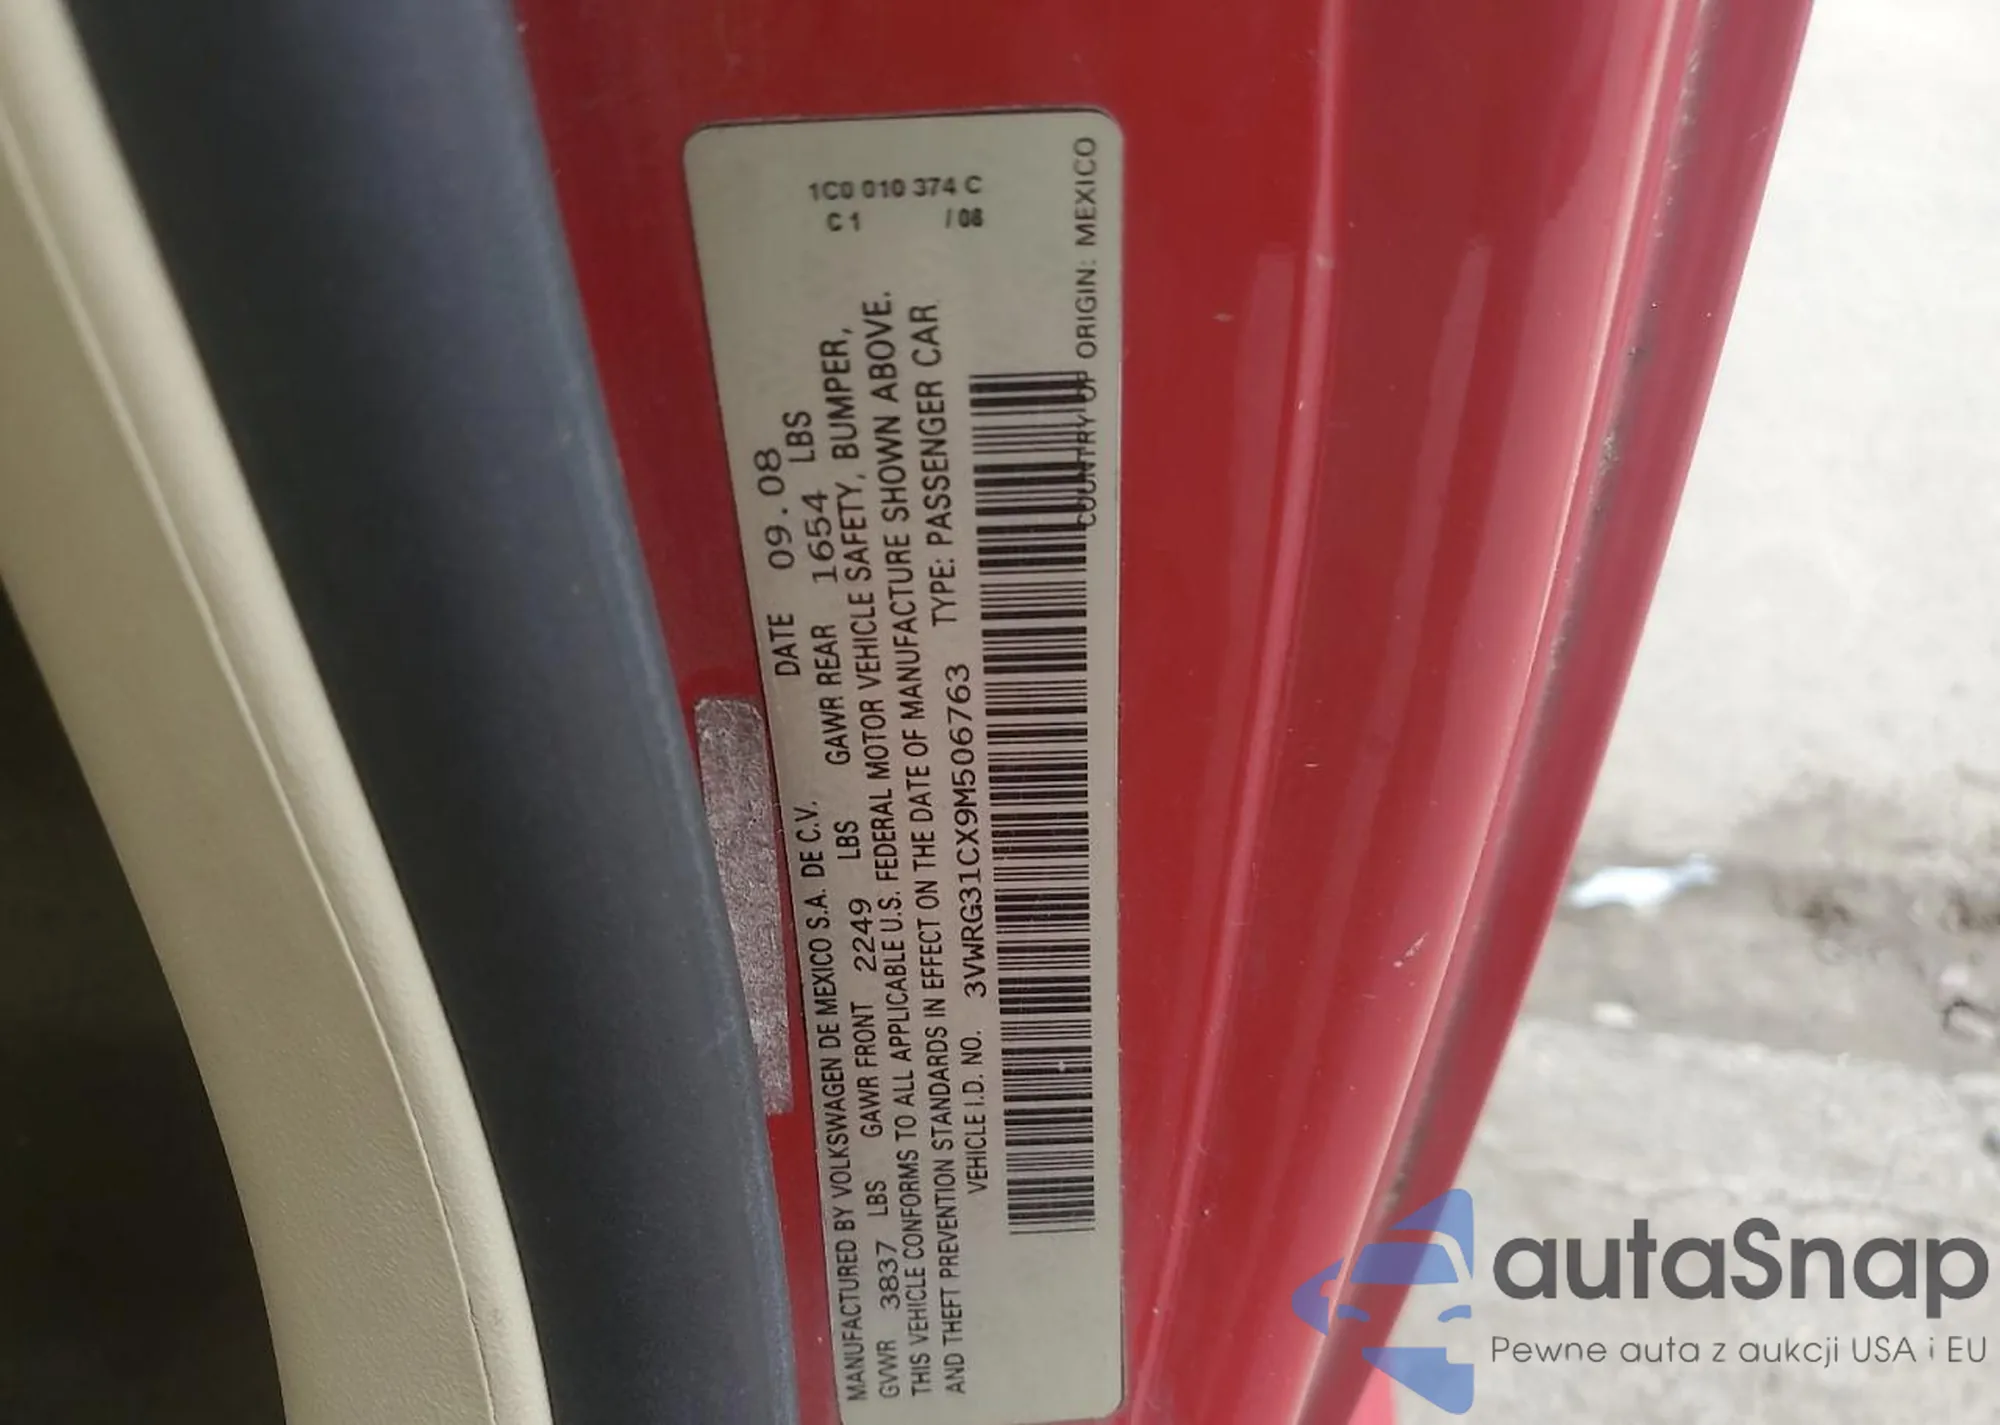 MANUFACTURED BY VOLKSWAGEN DE MEXICO S.A. DE C.V. DATE 09.08
GVWR 3837 LBS GAWR FRONT 2249 LBS GAWR REAR 1654 LBS
THIS VEHICLE CONFORMS TO ALL APPLICABLE U.S. FEDERAL MOTOR VEHICLE SAFETY, BUMPER,
AND THEFT PREVENTION STANDARDS IN EFFECT ON THE DATE OF MANUFACTURE SHOWN ABOVE.
VEHICLE I.D. NO. 3VWRG31CX9M506763 TYPE: PASSENGER CAR
COUNTRY OF ORIGIN: MEXICO
1C0 010 374 C
C 1 / 08
autaSnap
Pewne auta z aukcji USA i EU